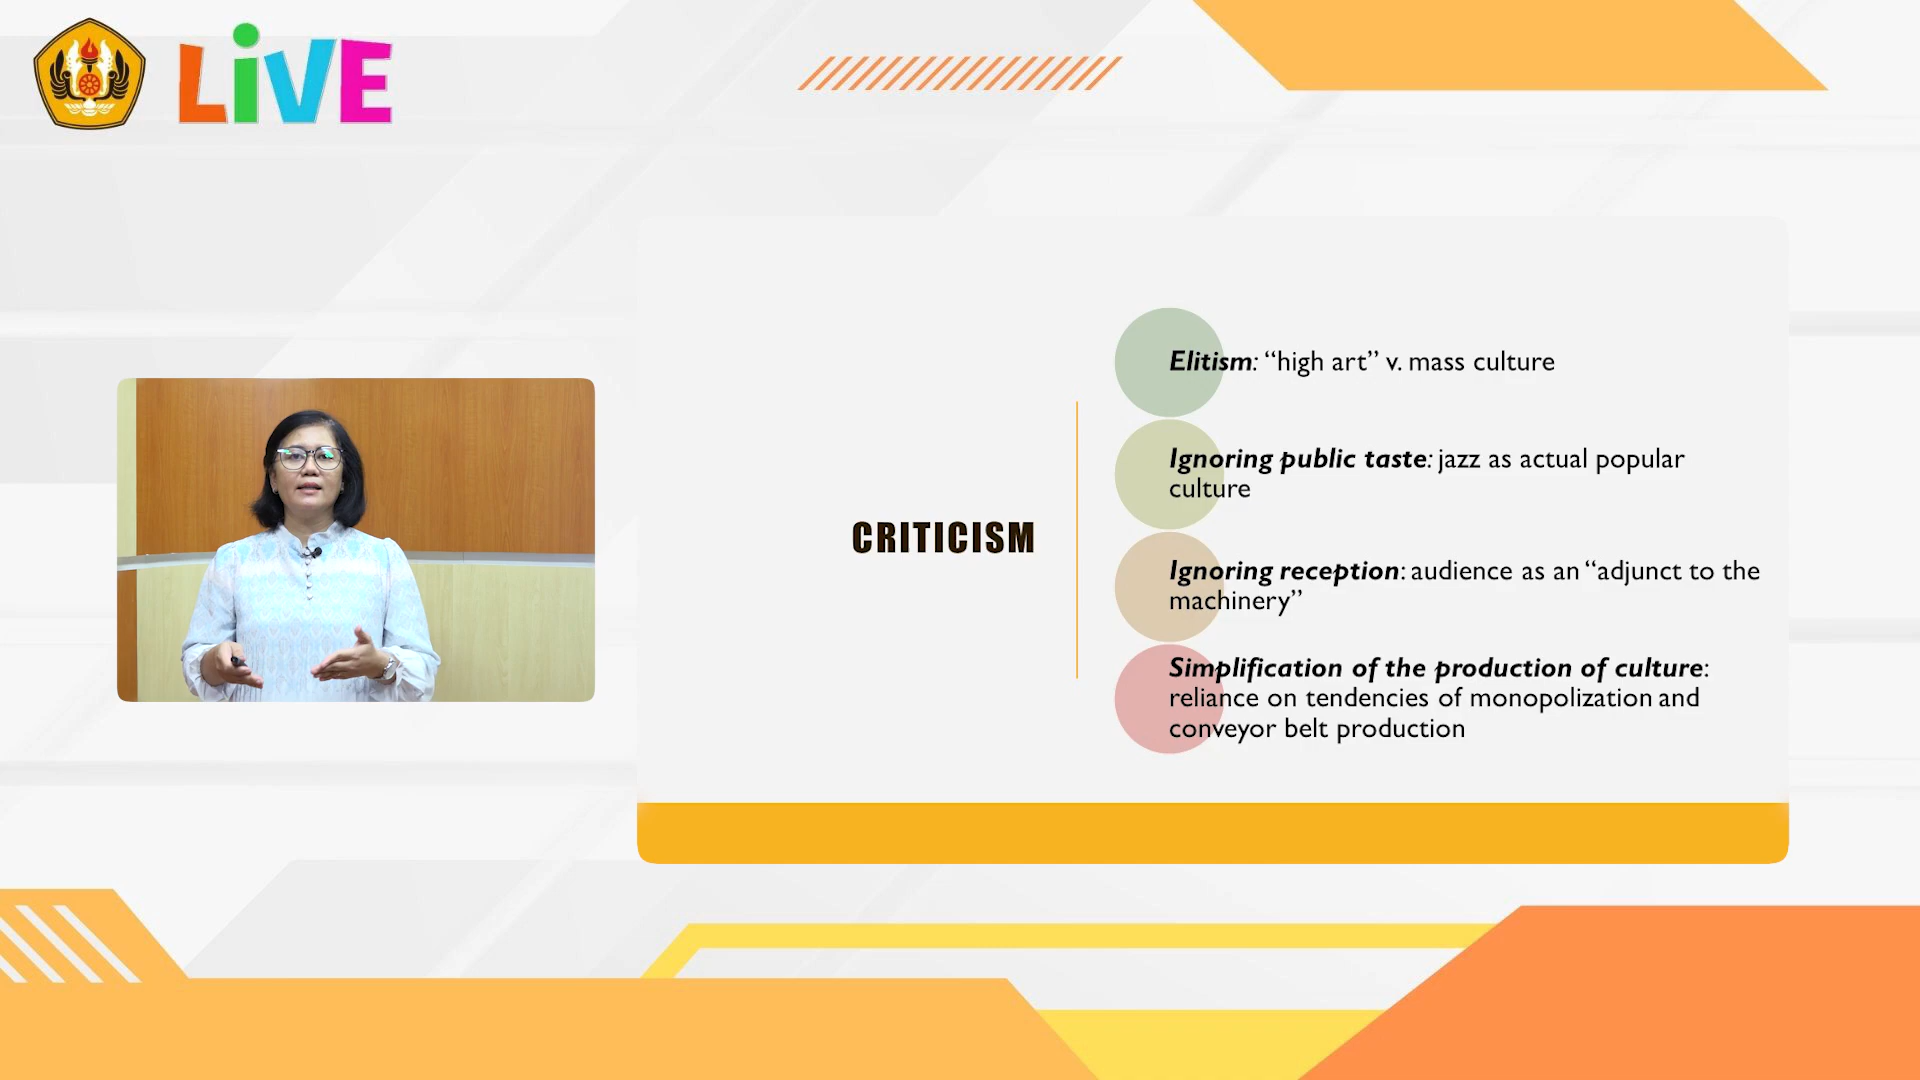 LiVE
CRITICISM
Elitism: “high art” v. mass culture
Ignoring public taste: jazz as actual popular
culture
Ignoring reception: audience as an “adjunct to the
machinery”
Simplification of the production of culture:
reliance on tendencies of monopolization and
conveyor belt production